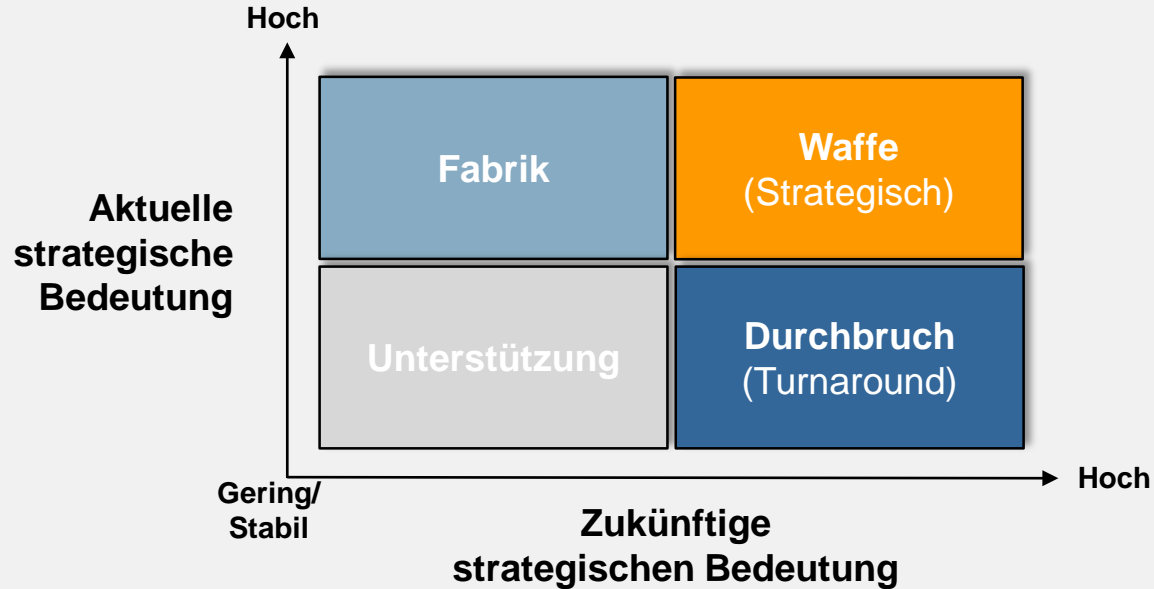 Hoch
Aktuelle
strategische
Bedeutung
Fabrik
Waffe
(Strategisch)
Unterstützung
Durchbruch
(Turnaround)
Gering/
Stabil
Hoch
Zukünftige
strategischen Bedeutung